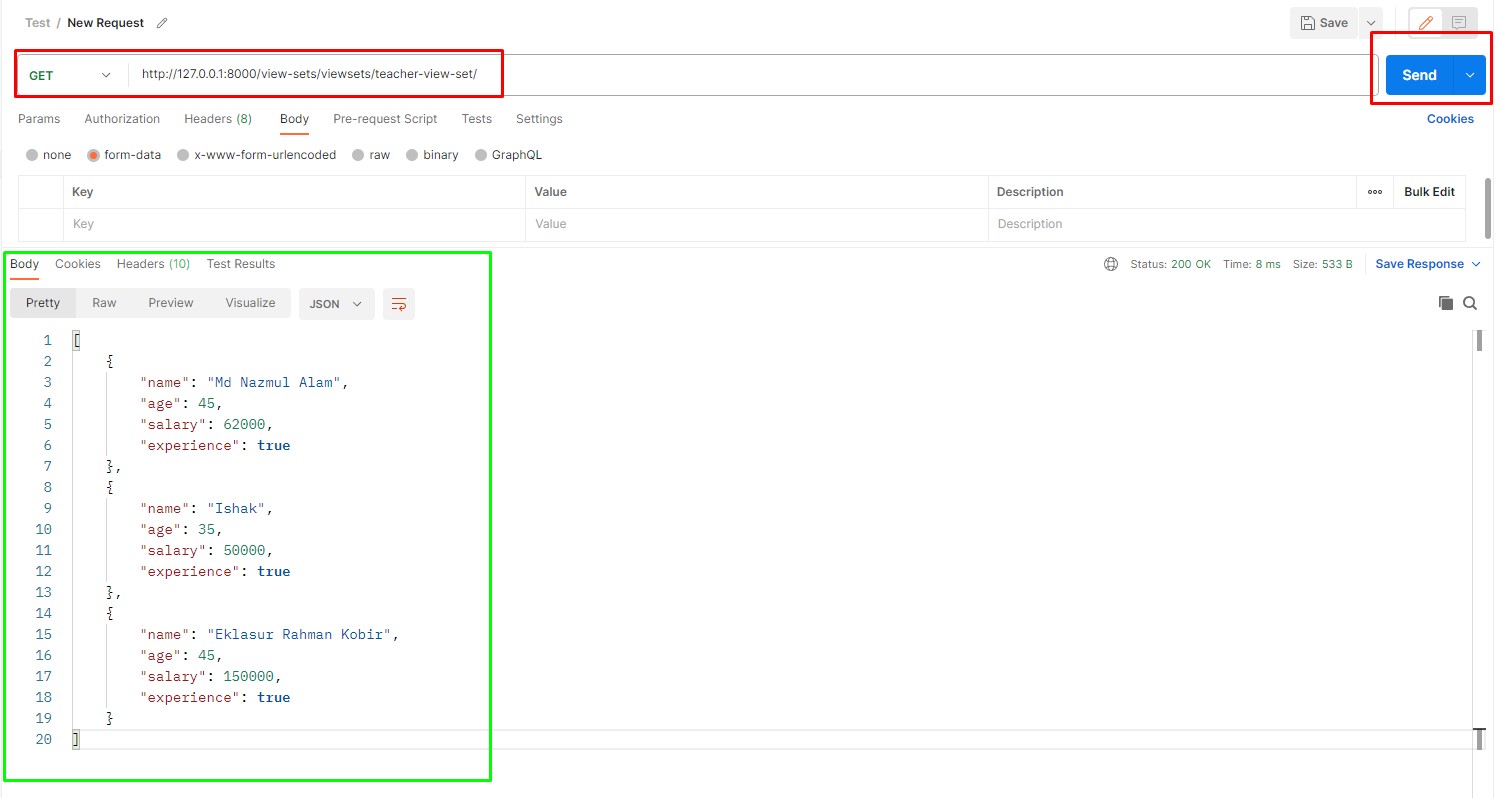 Test / New Request Save
GET http://127.0.0.1:8000/view-sets/viewsets/teacher-view-set/ Send
Params Authorization Headers (8) Body Pre-request Script Tests Settings Cookies
none form-data x-www-form-urlencoded raw binary GraphQL
Key Value Description ooo Bulk Edit
Key Value Description
Body Cookies Headers (10) Test Results Status: 200 OK Time: 8 ms Size: 533 B Save Response
Pretty Raw Preview Visualize JSON
1 [
2 {
3 "name": "Md Nazmul Alam",
4 "age": 45,
5 "salary": 62000,
6 "experience": true
7 },
8 {
9 "name": "Ishak",
10 "age": 35,
11 "salary": 50000,
12 "experience": true
13 },
14 {
15 "name": "Eklasur Rahman Kobir",
16 "age": 45,
17 "salary": 150000,
18 "experience": true
19 }
20 ]